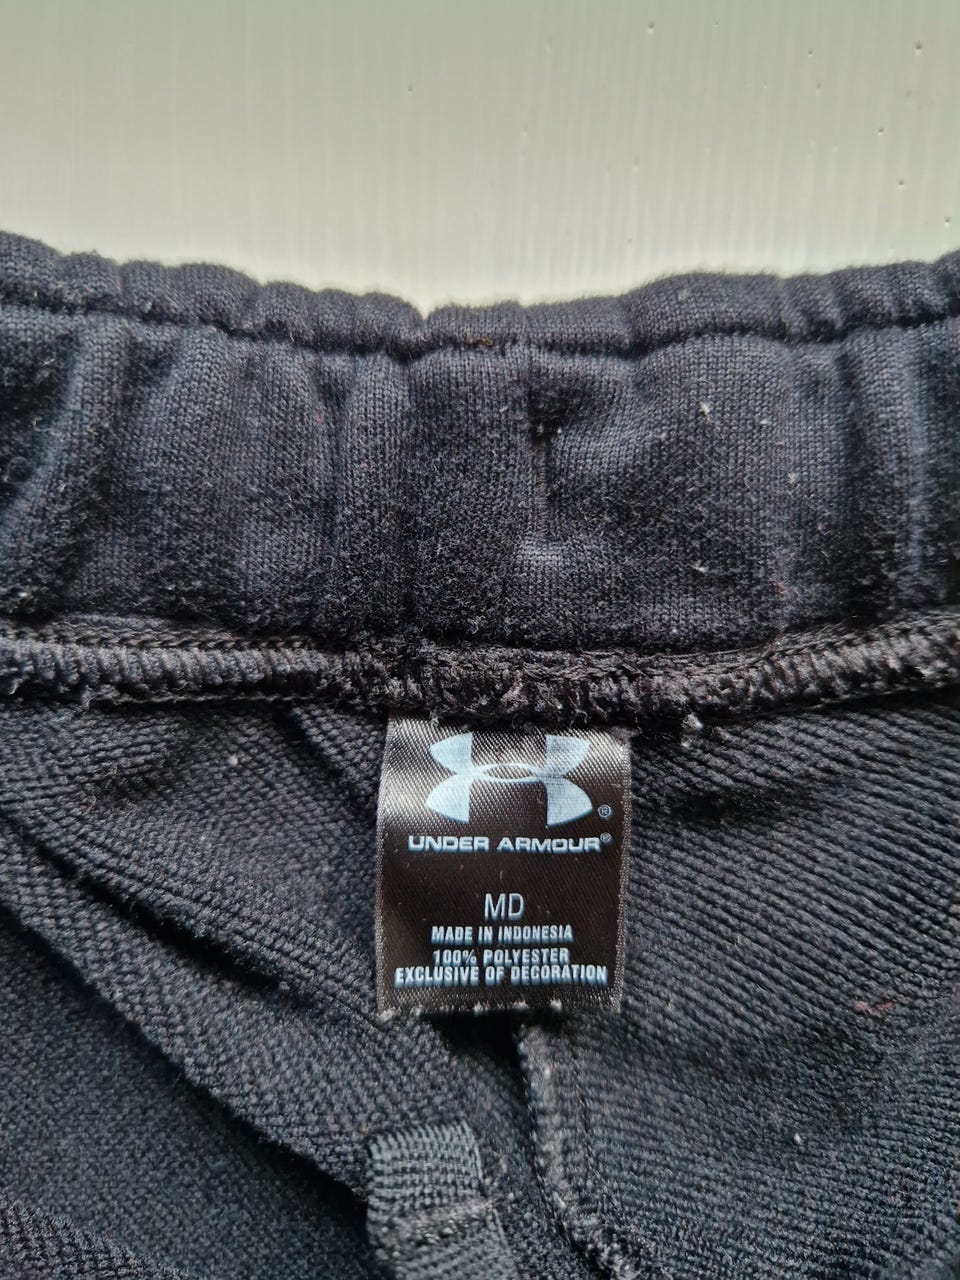 ®
UNDER ARMOUR®
MD
MADE IN INDONESIA
100% POLYESTER
EXCLUSIVE OF DECORATION